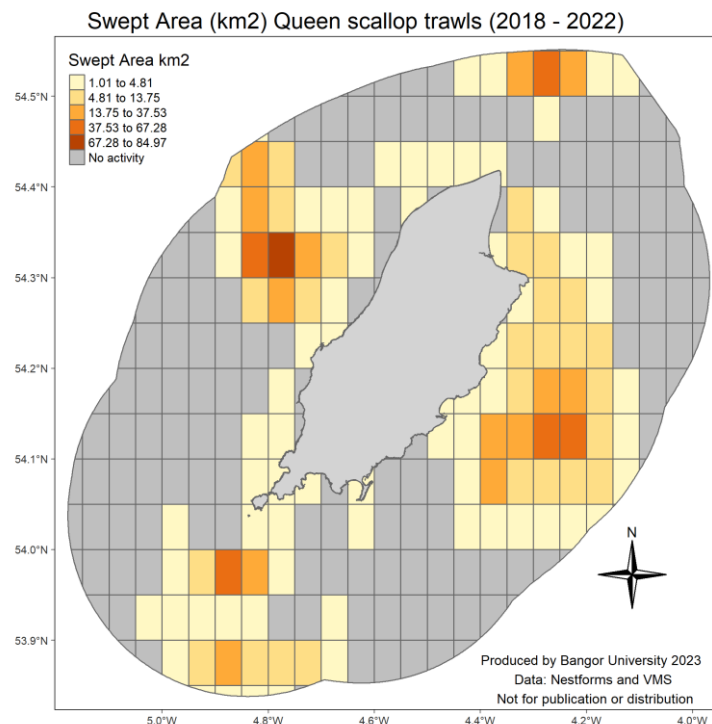 Swept Area (km2) Queen scallop trawls (2018 - 2022)
Swept Area km2
1.01 to 4.81
4.81 to 13.75
13.75 to 37.53
37.53 to 67.28
67.28 to 84.97
No activity
54.5°N
54.4°N
54.3°N
54.2°N
54.1°N
54.0°N
53.9°N
N
Produced by Bangor University 2023
Data: Nestforms and VMS
Not for publication or distribution
5.0°W 4.8°W 4.6°W 4.4°W 4.2°W 4.0°W